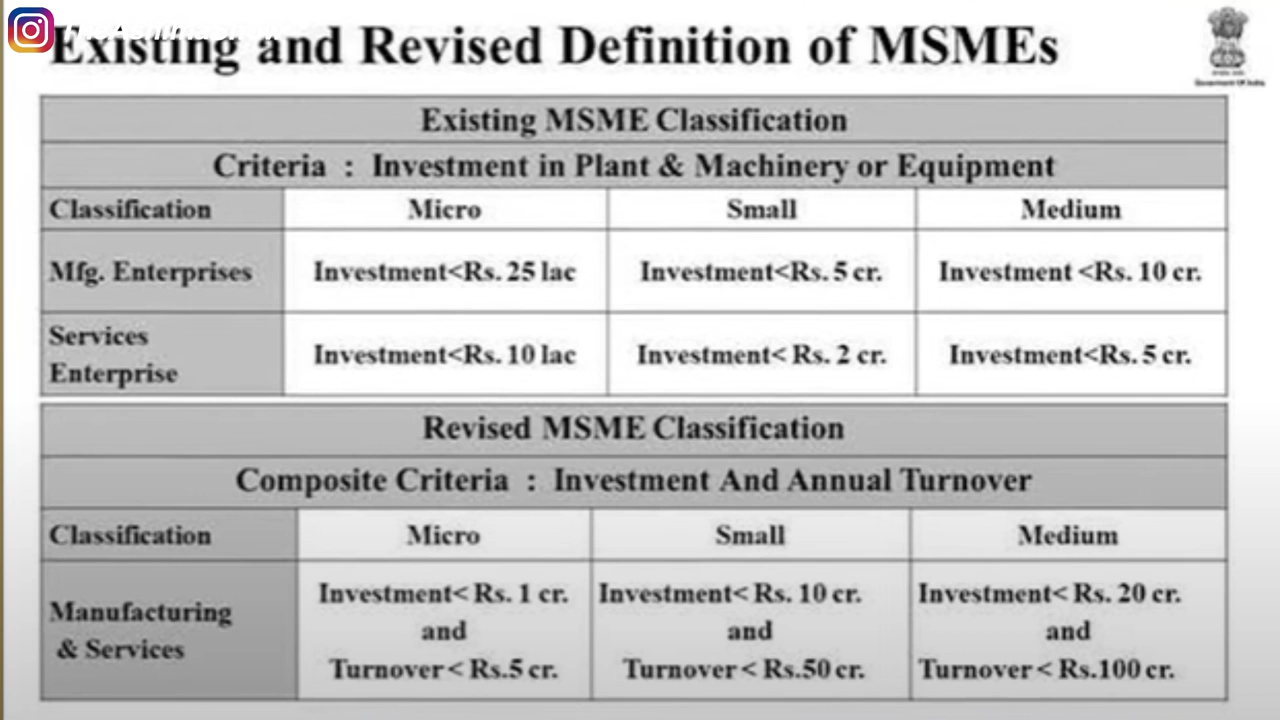 Existing and Revised Definition of MSMEs
Government Of India
Existing MSME Classification
Criteria : Investment in Plant & Machinery or Equipment
Classification Micro Small Medium
Mfg. Enterprises Investment<Rs. 25 lac Investment<Rs. 5 cr. Investment <Rs. 10 cr.
Services
Enterprise Investment<Rs. 10 lac Investment< Rs. 2 cr. Investment<Rs. 5 cr.
Revised MSME Classification
Composite Criteria : Investment And Annual Turnover
Classification Micro Small Medium
Manufacturing
& Services
Investment< Rs. 1 cr.
and
Turnover< Rs.5 cr.
Investment< Rs. 10 cr.
and
Turnover< Rs.50 cr.
Investment< Rs. 20 cr.
and
Turnover< Rs.100 cr.